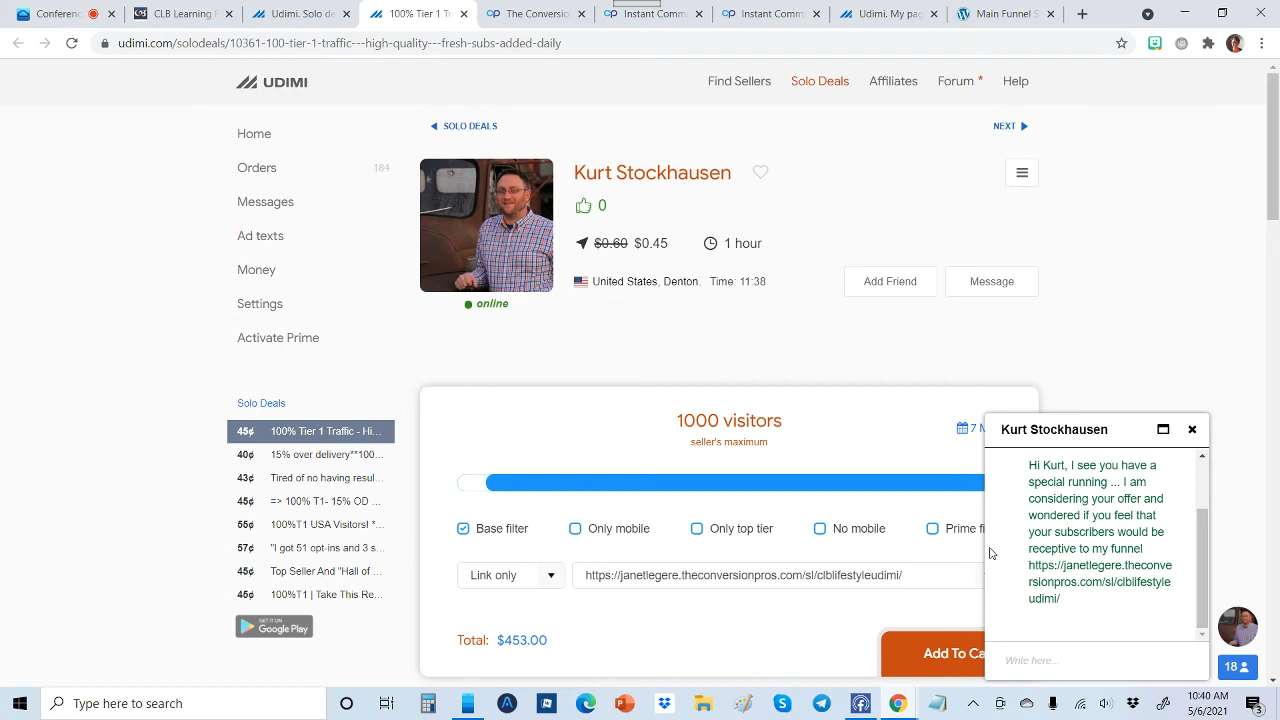 Conference
CLB Learning F
Udimi. Solo de
100% Tier 1 Tr
The Conversio
Instant Comm
Instant Comm
Udimi. My pag
Main Funnel S
udimi.com/solodeals/10361-100-tier-1-traffic---high-quality---fresh-subs-added-daily
UDIMI
Find Sellers
Solo Deals
Affiliates
Forum *
Help
Home
Orders 184
Messages
Ad texts
Money
Settings
Activate Prime
Solo Deals
45¢ 100% Tier 1 Traffic - Hi...
40¢ 15% over delivery**100...
43¢ Tired of no having resul...
45¢ => 100% T1- 15% OD ...
55¢ 100%T1 USA Visitors! *...
57¢ "I got 51 opt-ins and 3 s...
45¢ Top Seller And "Hall of ...
45¢ 100%T1 | Take This Re...
GET IT ON
Google Play
SOLO DEALS
NEXT
Kurt Stockhausen
0
$0.60 $0.45
1 hour
United States, Denton. Time: 11:38
Add Friend
Message
online
1000 visitors
seller's maximum
7 M
Base filter
Only mobile
Only top tier
No mobile
Prime fi
Link only
https://janetlegere.theconversionpros.com/sl/clblifestyleudimi/
Total: $453.00
Add To Ca
Kurt Stockhausen
Hi Kurt, I see you have a
special running ... I am
considering your offer and
wondered if you feel that
your subscribers would be
receptive to my funnel
https://janetlegere.theconve
rsionpros.com/sl/clblifestyle
udimi/
Write here...
18
Type here to search
10:40 AM
5/6/2021
3